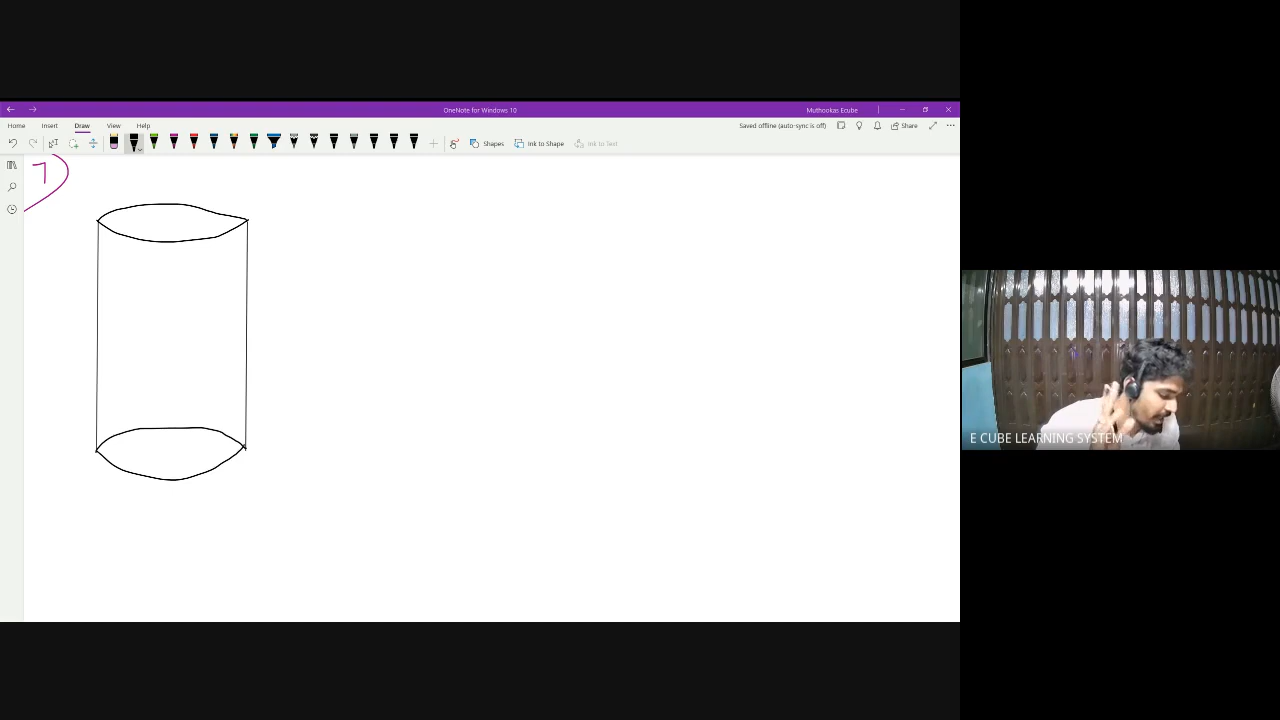 OneNote for Windows 10
Muthookas Ecube
Home Insert Draw View Help
Saved offline (auto-sync is off)
Share
Shapes
Ink to Shape
Ink to Text
7)
E CUBE LEARNING SYSTEM